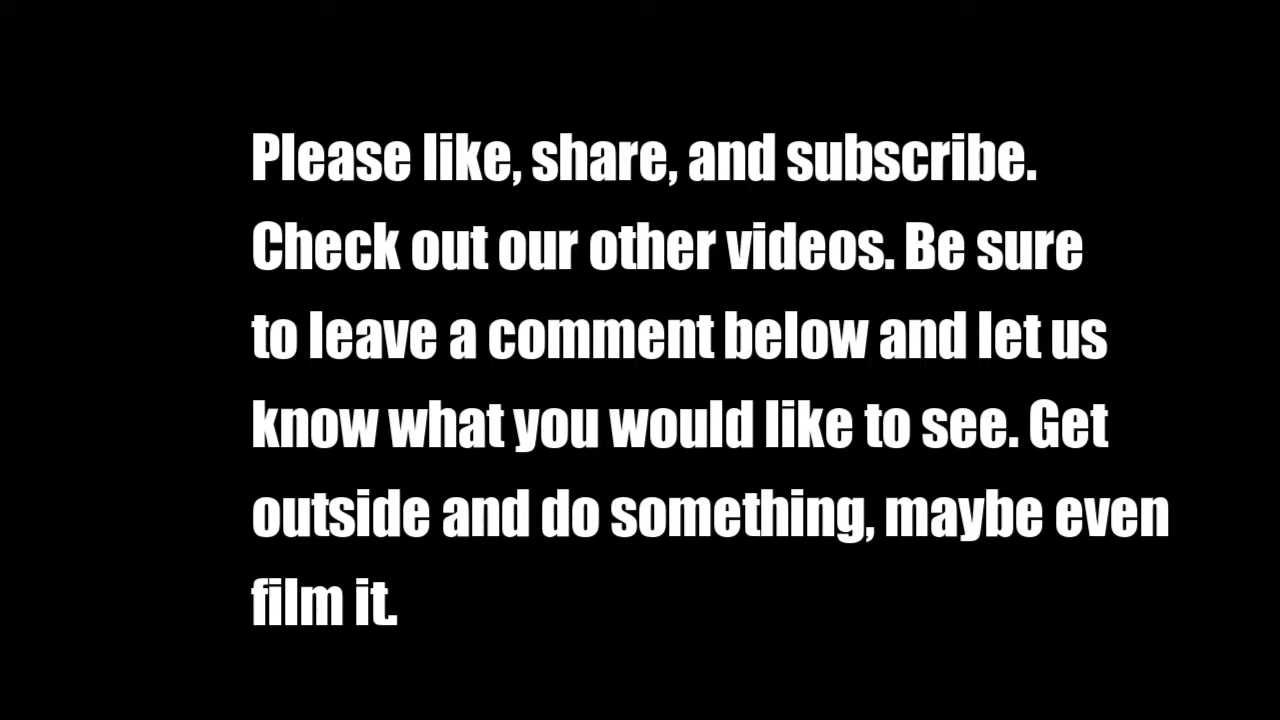 Please like, share, and subscribe.
Check out our other videos. Be sure
to leave a comment below and let us
know what you would like to see. Get
outside and do something, maybe even
film it.